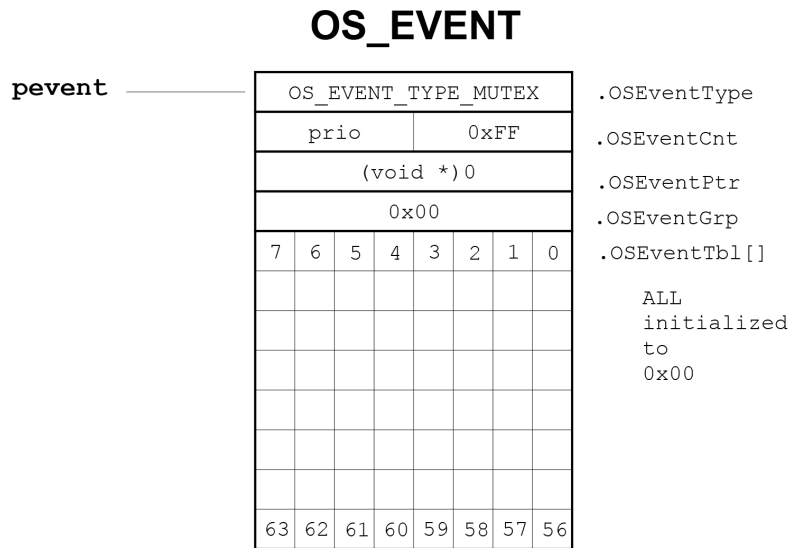 OS_EVENT
pevent
OS_EVENT_TYPE_MUTEX .OSEventType
prio 0xFF .OSEventCnt
(void *)0 .OSEventPtr
0x00 .OSEventGrp
7 6 5 4 3 2 1 0 .OSEventTbl[]
ALL
initialized
to
0x00
63 62 61 60 59 58 57 56